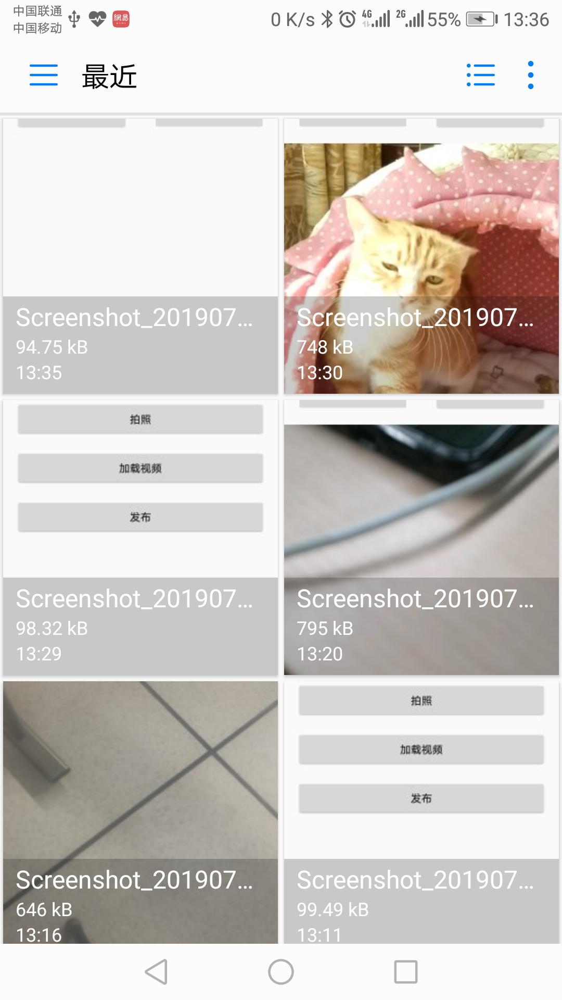 中国联通
中国移动
網易
0 K/s
4G
2G
55%
13:36
最近
Screenshot_201907...
94.75 kB
13:35
Screenshot_201907...
748 kB
13:30
拍照
加载视频
发布
Screenshot_201907...
98.32 kB
13:29
Screenshot_201907...
795 kB
13:20
Screenshot_201907...
646 kB
13:16
拍照
加载视频
发布
Screenshot_201907...
99.49 kB
13:11